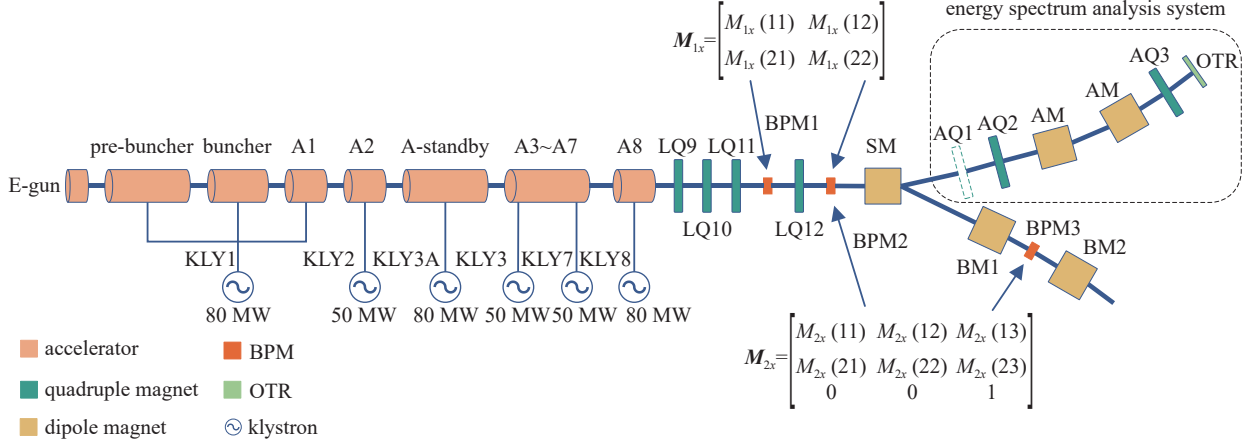 energy spectrum analysis system
M1x=[M1x (11) M1x (12)
M1x (21) M1x (22)]
AQ3
OTR
AM
AM
AQ2
AQ1
BPM1
SM
pre-buncher buncher A1 A2 A-standby A3~A7 A8 LQ9 LQ11
E-gun
LQ10 LQ12 BPM2
BPM3
BM1 BM2
KLY1 KLY2 KLY3A KLY3 KLY7 KLY8
80 MW 50 MW 80 MW 50 MW 50 MW 80 MW
M2x=[M2x (11) M2x (12) M2x (13)
M2x (21) M2x (22) M2x (23)
0 0 1]
accelerator BPM
quadruple magnet OTR
dipole magnet klystron